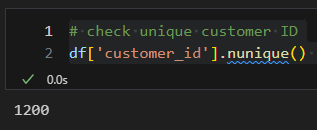 1 # check unique customer ID
2 df['customer_id'].nunique()
0.0s
1200